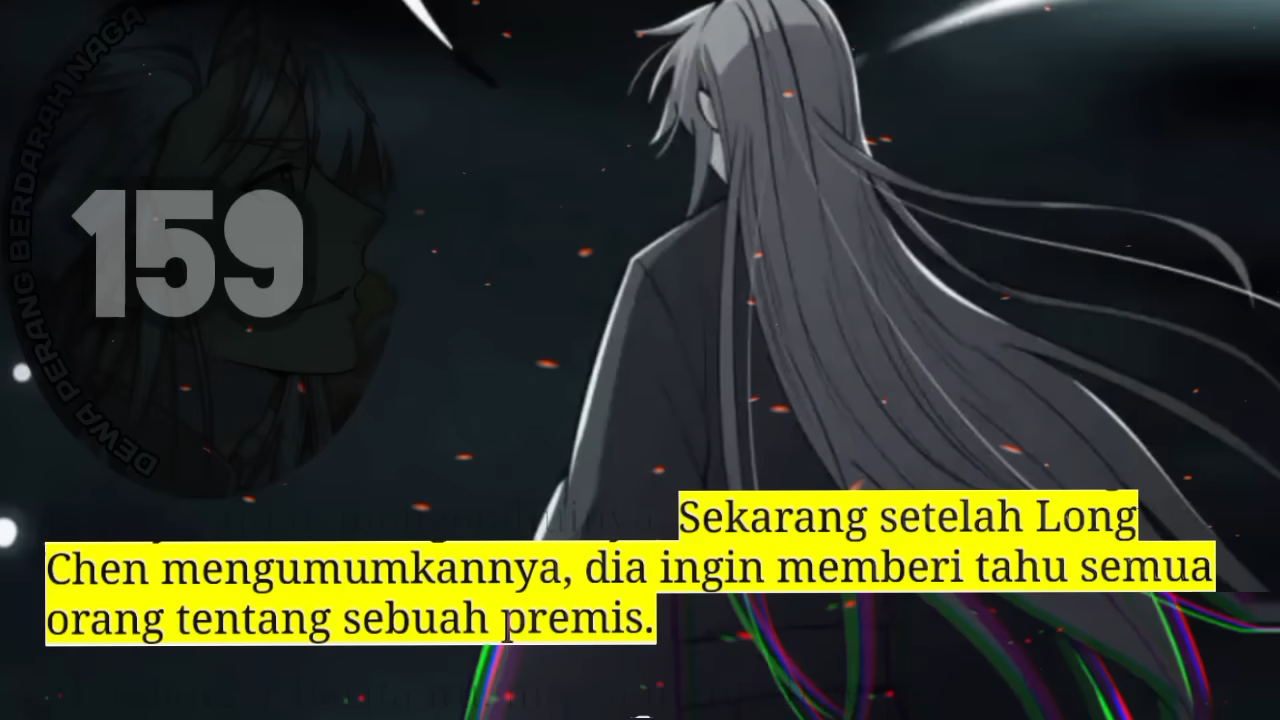 DEWA PERANG BERDARAH NAGA
159
Sekarang setelah Long
Chen mengumumkannya, dia ingin memberi tahu semua
orang tentang sebuah premis.